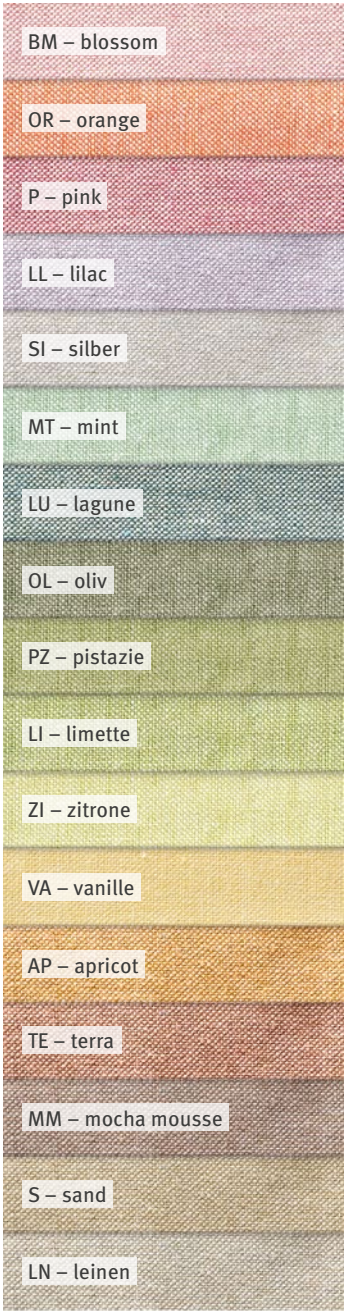 BM – blossom
OR – orange
P – pink
LL – lilac
SI – silber
MT – mint
LU – lagune
OL – oliv
PZ – pistazie
LI – limette
ZI – zitrone
VA – vanille
AP – apricot
TE – terra
MM – mocha mousse
S – sand
LN – leinen